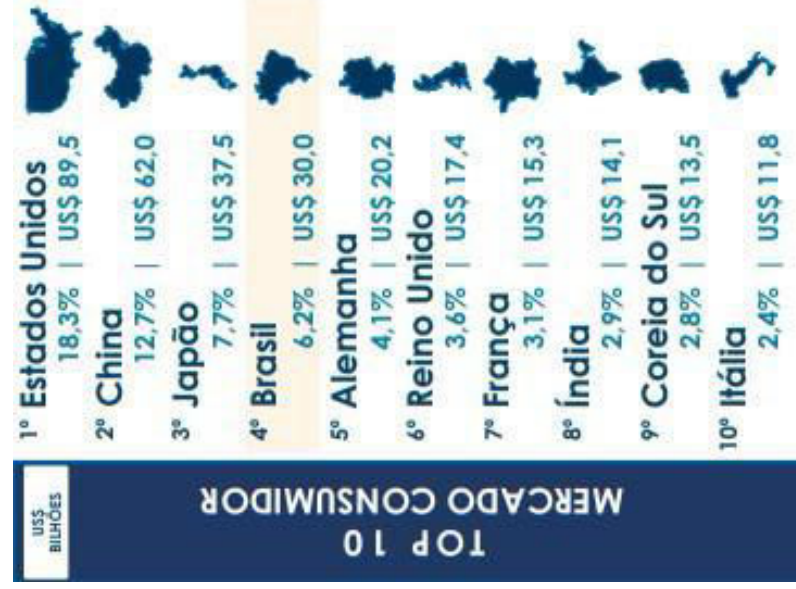 TOP 10
MERCADO CONSUMIDOR
US$
BILHÕES
1º Estados Unidos
18,3% | US$ 89,5
2º China
12,7% | US$ 62,0
3º Japão
7,7% | US$ 37,5
4º Brasil
6,2% | US$ 30,0
5º Alemanha
4,1% | US$ 20,2
6º Reino Unido
3,6% | US$ 17,4
7º França
3,1% | US$ 15,3
8º Índia
2,9% | US$ 14,1
9º Coreia do Sul
2,8% | US$ 13,5
10º Itália
2,4% | US$ 11,8